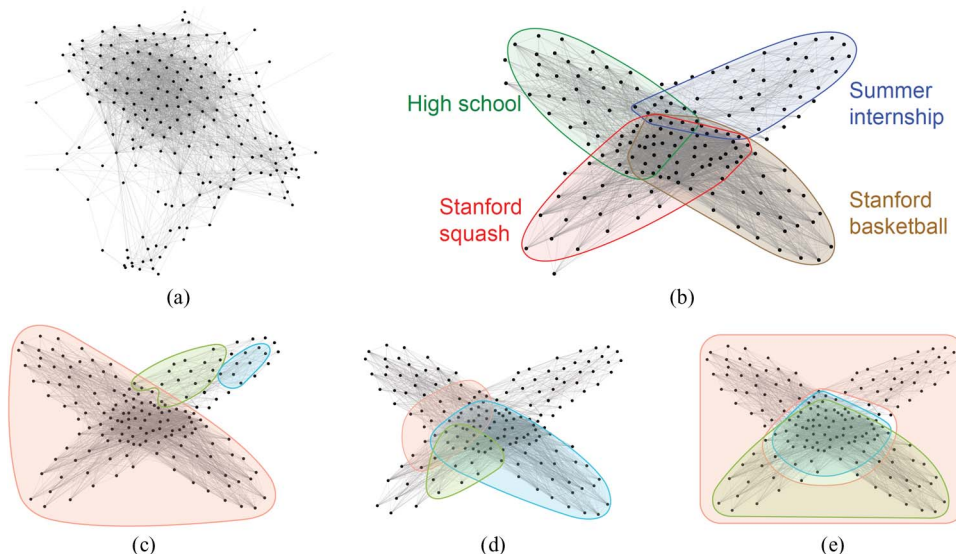 High school
Summer
internship
Stanford
squash
Stanford
basketball
(a)
(b)
(c)
(d)
(e)